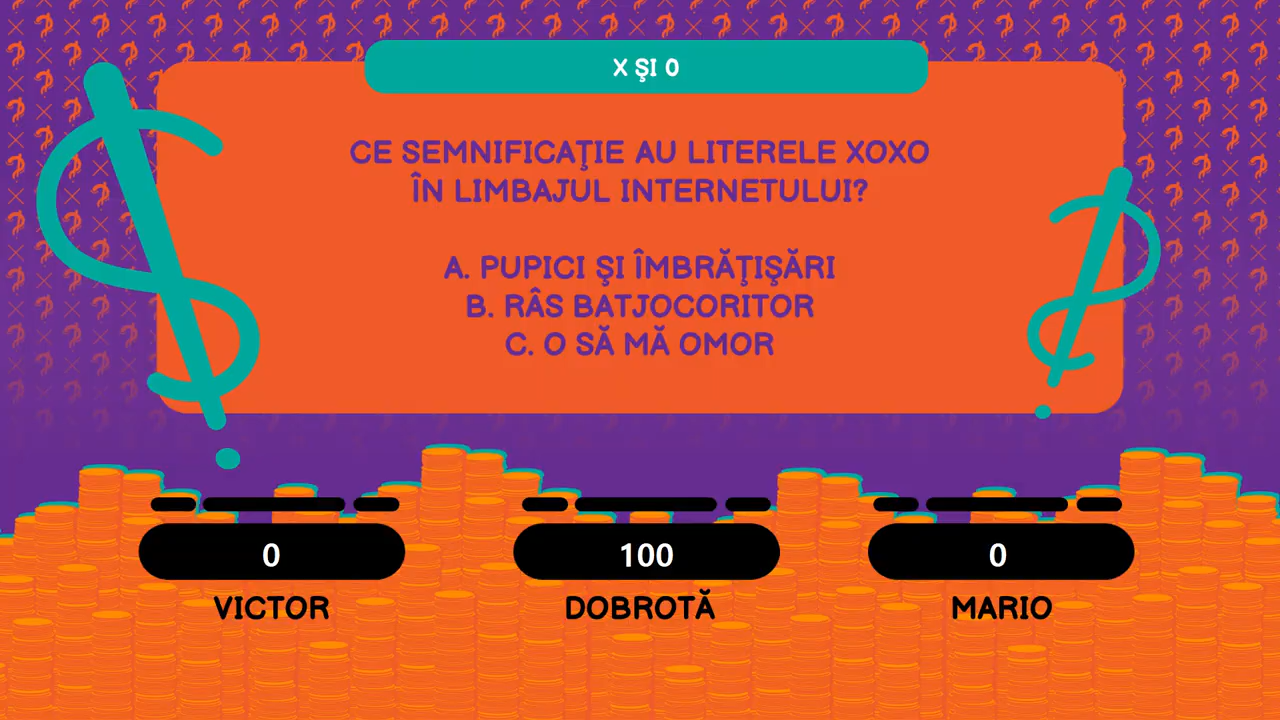 X ŞI 0
CE SEMNIFICAŢIE AU LITERELE XOXO
ÎN LIMBAJUL INTERNETULUI?
A. PUPICI ŞI ÎMBRĂŢIŞĂRI
B. RÂS BATJOCORITOR
C. O SĂ MĂ OMOR
0
100
0
VICTOR
DOBROTĂ
MARIO